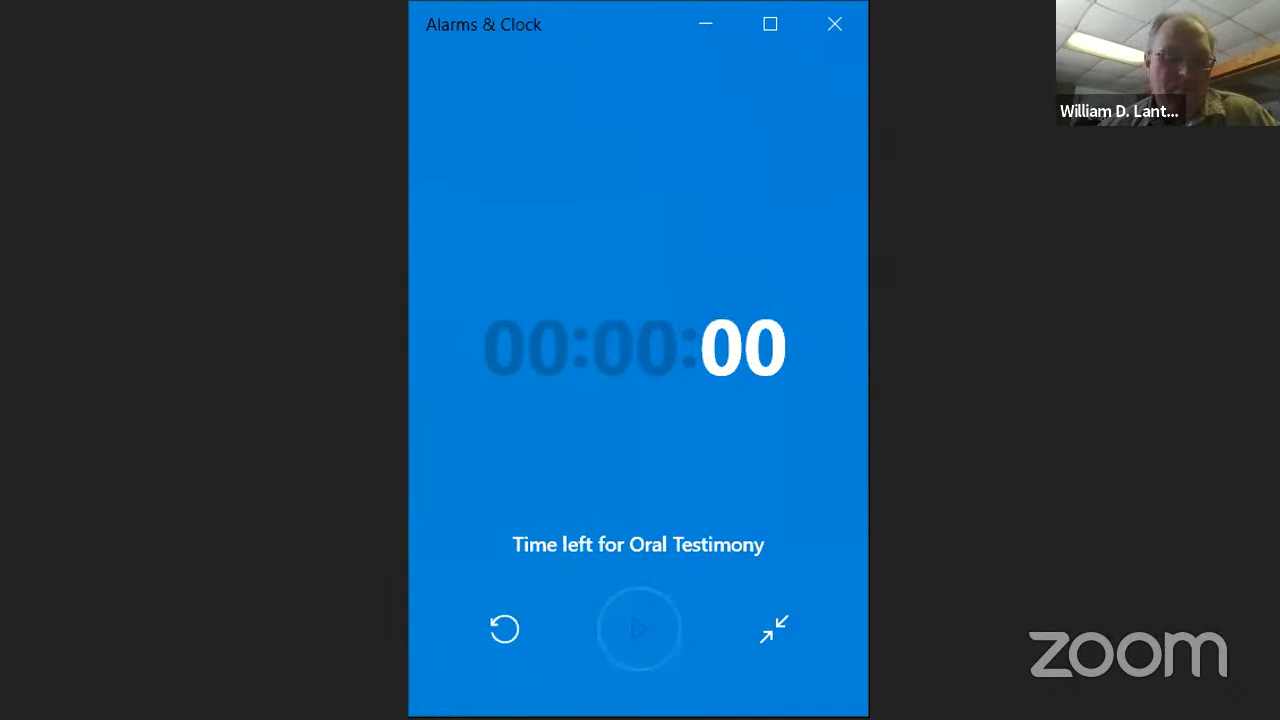 Alarms & Clock
William D. Lant...
00:00:00
Time left for Oral Testimony
zoom